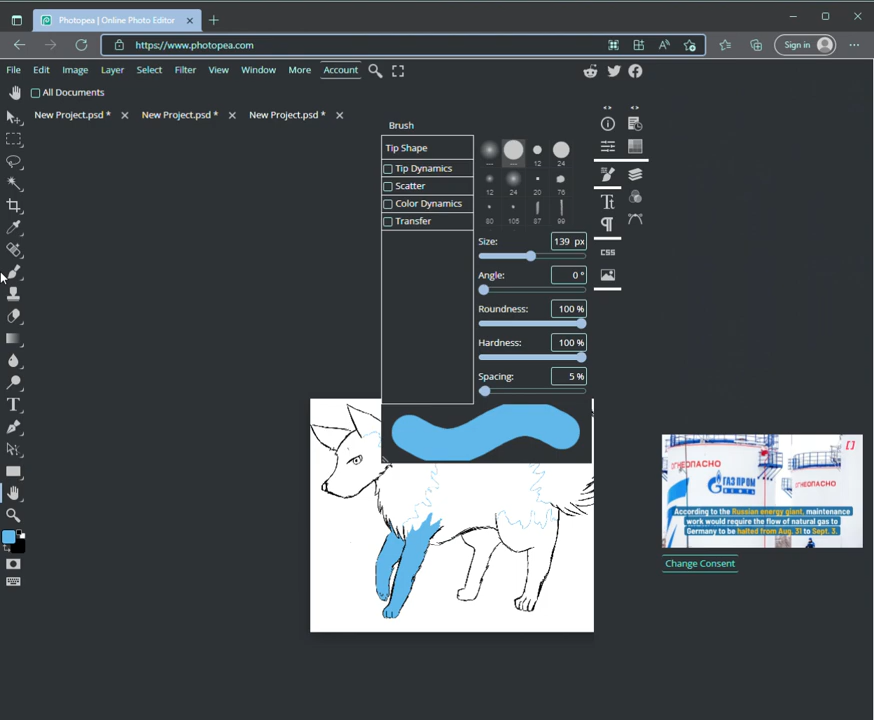 Photopea | Online Photo Editor
https://www.photopea.com
Sign in
File Edit Image Layer Select Filter View Window More Account
All Documents
New Project.psd * New Project.psd * New Project.psd *
Brush
Tip Shape
Tip Dynamics
Scatter
Color Dynamics
Transfer
--- --- 12 24
12 24 20 76
80 105 87 99
Size: 139 px
Angle: 0 °
Roundness: 100 %
Hardness: 100 %
Spacing: 5 %
CSS
ОГНЕОПАСНО
ОГНЕОПАСНО
ГАЗПРОМ
According to the Russian energy giant, maintenance
work would require the flow of natural gas to
Germany to be halted from Aug. 31 to Sept. 3.
Change Consent